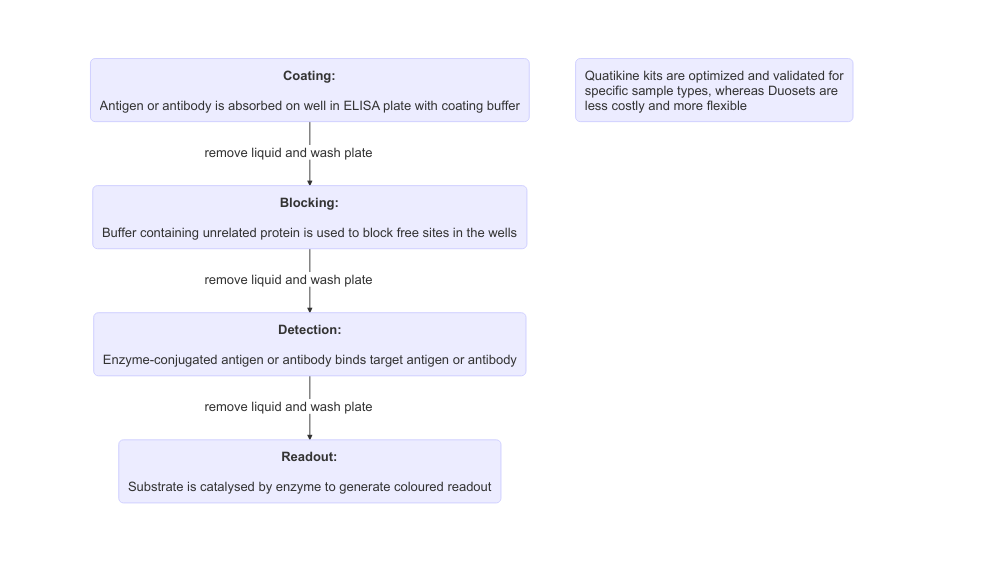 Coating:
Antigen or antibody is absorbed on well in ELISA plate with coating buffer
remove liquid and wash plate
Blocking:
Buffer containing unrelated protein is used to block free sites in the wells
remove liquid and wash plate
Detection:
Enzyme-conjugated antigen or antibody binds target antigen or antibody
remove liquid and wash plate
Readout:
Substrate is catalysed by enzyme to generate coloured readout
Quatikine kits are optimized and validated for
specific sample types, whereas Duosets are
less costly and more flexible